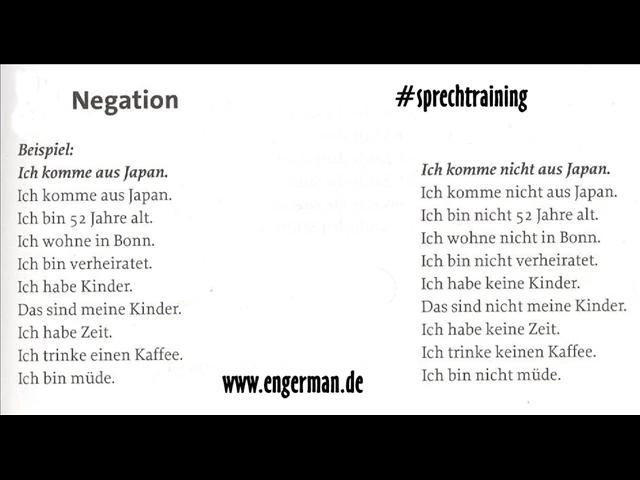 Negation
#sprechtraining
Beispiel:
Ich komme aus Japan.
Ich komme aus Japan.
Ich bin 52 Jahre alt.
Ich wohne in Bonn.
Ich bin verheiratet.
Ich habe Kinder.
Das sind meine Kinder.
Ich habe Zeit.
Ich trinke einen Kaffee.
Ich bin müde.
Ich komme nicht aus Japan.
Ich komme nicht aus Japan.
Ich bin nicht 52 Jahre alt.
Ich wohne nicht in Bonn.
Ich bin nicht verheiratet.
Ich habe keine Kinder.
Das sind nicht meine Kinder.
Ich habe keine Zeit.
Ich trinke keinen Kaffee.
Ich bin nicht müde.
www.engerman.de